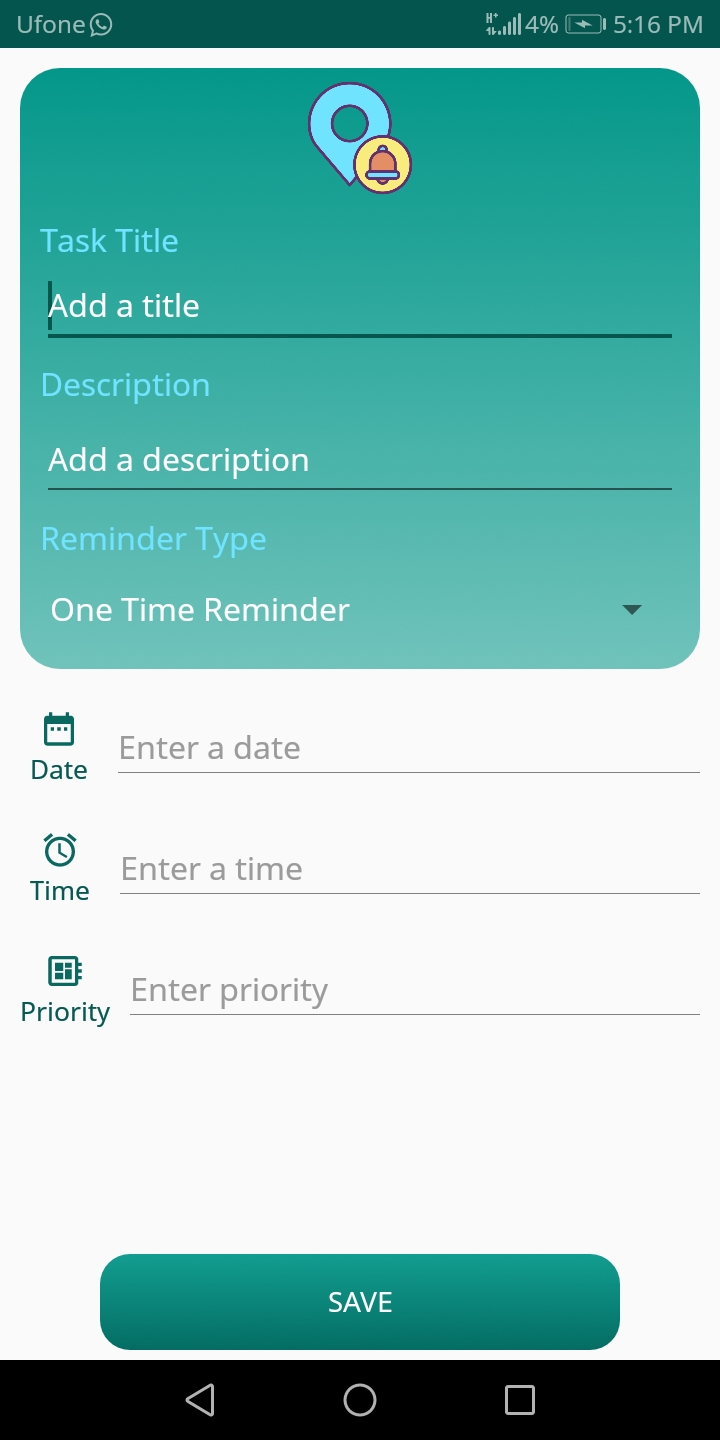 Ufone 4% 5:16 PM
Task Title
Add a title
Description
Add a description
Reminder Type
One Time Reminder
Enter a date
Date
Enter a time
Time
Enter priority
Priority
SAVE